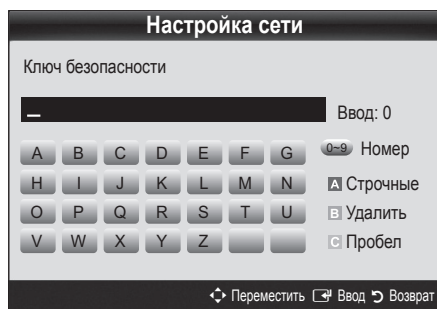 Настройка сети
Ключ безопасности
_ Ввод: 0
A B C D E F G 0~9 Номер
H I J K L M N A Строчные
O P Q R S T U B Удалить
V W X Y Z C Пробел
Переместить Ввод Возврат